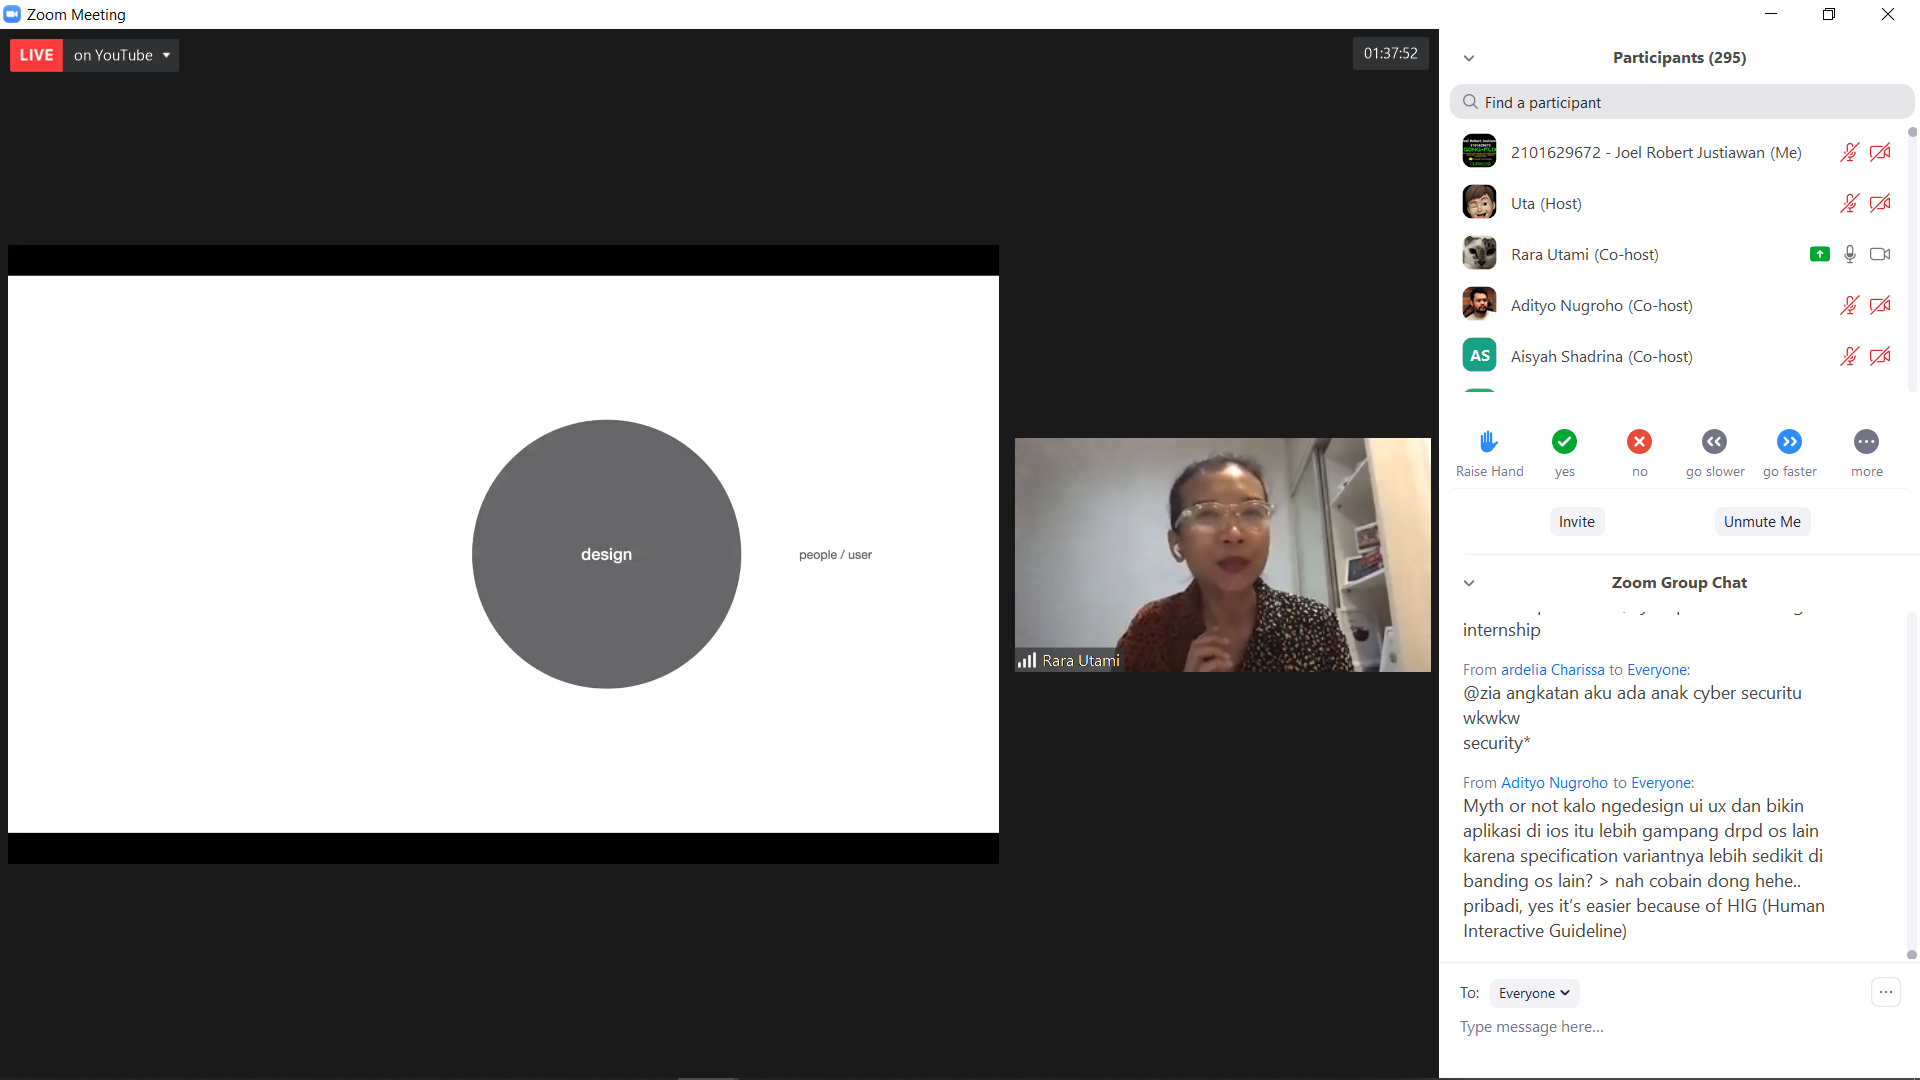 Zoom Meeting
LIVE on YouTube
01:37:52
design
people / user
Rara Utami
Participants (295)
Find a participant
2101629672 - Joel Robert Justiawan (Me)
Uta (Host)
Rara Utami (Co-host)
Adityo Nugroho (Co-host)
AS
Aisyah Shadrina (Co-host)
Raise Hand
yes
no
go slower
go faster
more
Invite
Unmute Me
Zoom Group Chat
internship
From ardelia Charissa to Everyone:
@zia angkatan aku ada anak cyber securitu
wkwkw
security*
From Adityo Nugroho to Everyone:
Myth or not kalo ngedesign ui ux dan bikin
aplikasi di ios itu lebih gampang drpd os lain
karena specification variantnya lebih sedikit di
banding os lain? > nah cobain dong hehe..
pribadi, yes it's easier because of HIG (Human
Interactive Guideline)
To: Everyone
Type message here...